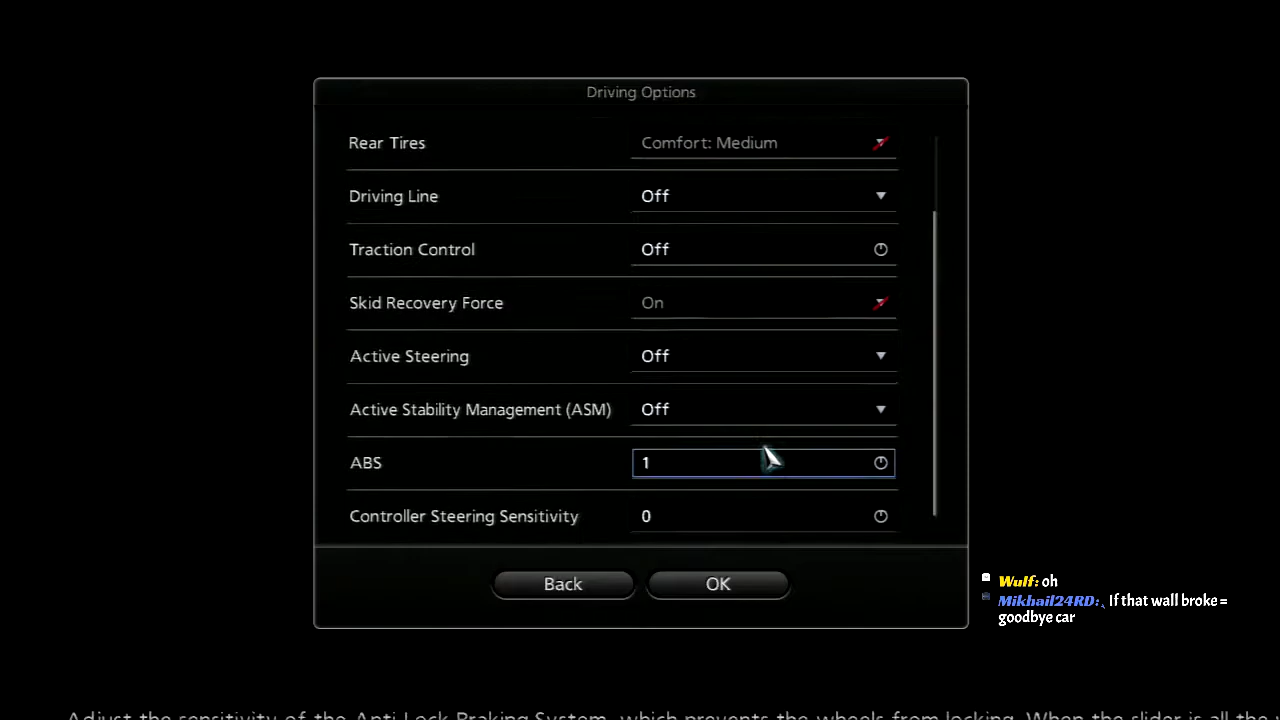 Driving Options
Rear Tires Comfort: Medium
Driving Line Off
Traction Control Off
Skid Recovery Force On
Active Steering Off
Active Stability Management (ASM) Off
ABS 1
Controller Steering Sensitivity 0
Back OK
Wulf: oh
Mikhail24RD: If that wall broke =
goodbye car
Adjust the sensitivity of the Anti-Lock Braking System, which prevents the wheels from locking. When the slider is all the